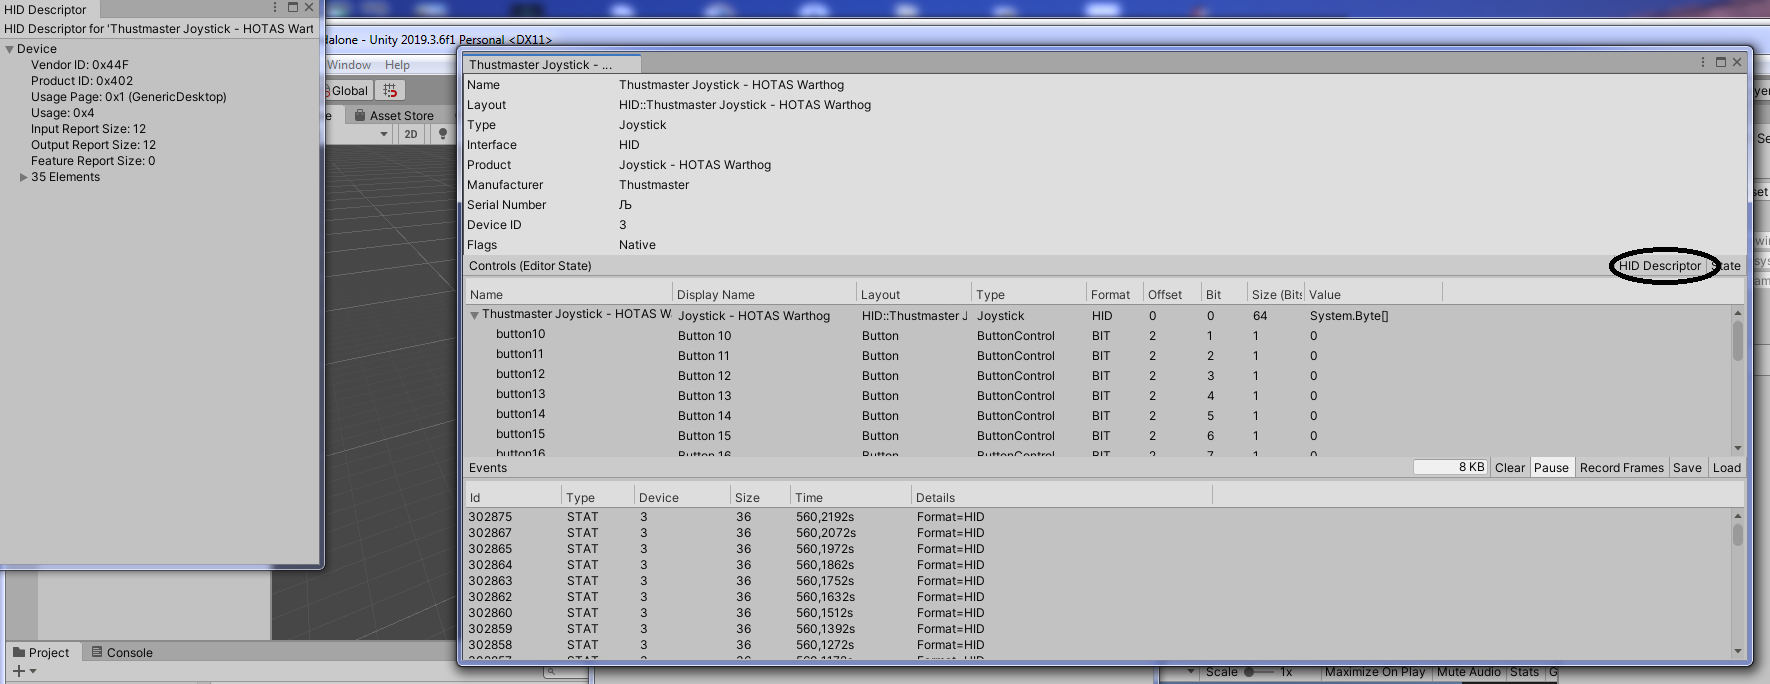 HID Descriptor
HID Descriptor for 'Thustmaster Joystick - HOTAS Wart
Device
Vendor ID: 0x44F
Product ID: 0x402
Usage Page: 0x1 (GenericDesktop)
Usage: 0x4
Input Report Size: 12
Output Report Size: 12
Feature Report Size: 0
35 Elements
dalone - Unity 2019.3.6f1 Personal <DX11>
Window Help
Global
Asset Store
2D
Thustmaster Joystick - ...
Name Thustmaster Joystick - HOTAS Warthog
Layout HID::Thustmaster Joystick - HOTAS Warthog
Type Joystick
Interface HID
Product Joystick - HOTAS Warthog
Manufacturer Thustmaster
Serial Number Љ
Device ID 3
Flags Native
Controls (Editor State) HID Descriptor State
Name Display Name Layout Type Format Offset Bit Size (Bits Value
Thustmaster Joystick - HOTAS W Joystick - HOTAS Warthog HID::Thustmaster J Joystick HID 0 0 64 System.Byte[]
button10 Button 10 Button ButtonControl BIT 2 1 1 0
button11 Button 11 Button ButtonControl BIT 2 2 1 0
button12 Button 12 Button ButtonControl BIT 2 3 1 0
button13 Button 13 Button ButtonControl BIT 2 4 1 0
button14 Button 14 Button ButtonControl BIT 2 5 1 0
button15 Button 15 Button ButtonControl BIT 2 6 1 0
button16 Button 16 Button ButtonControl BIT 2 7 1 0
Events 8 KB Clear Pause Record Frames Save Load
Id Type Device Size Time Details
302875 STAT 3 36 560,2192s Format=HID
302867 STAT 3 36 560,2072s Format=HID
302865 STAT 3 36 560,1972s Format=HID
302864 STAT 3 36 560,1862s Format=HID
302863 STAT 3 36 560,1752s Format=HID
302862 STAT 3 36 560,1632s Format=HID
302860 STAT 3 36 560,1512s Format=HID
302859 STAT 3 36 560,1392s Format=HID
302858 STAT 3 36 560,1272s Format=HID
Project Console
Scale 1x Maximize On Play Mute Audio Stats G